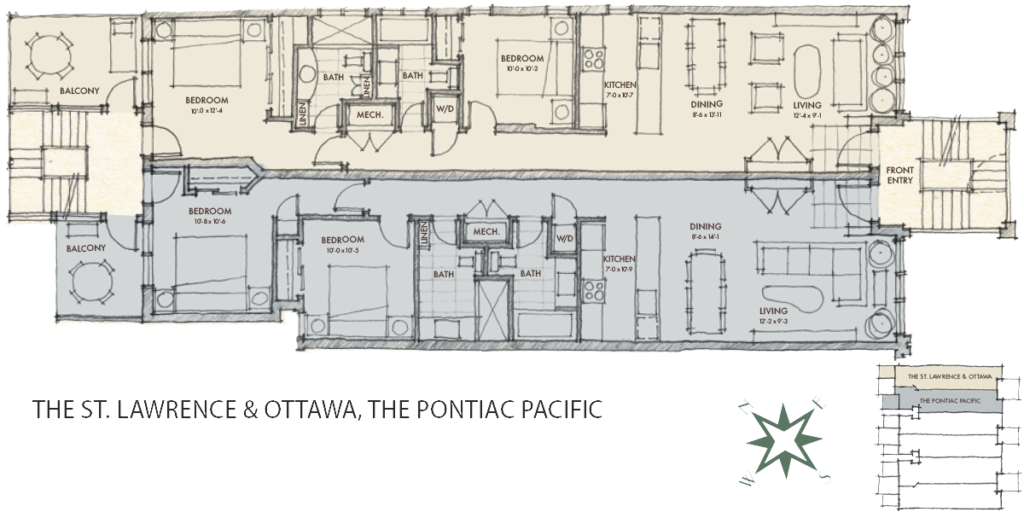 BALCONY
BEDROOM
10'-0 x 12'-4
LINEN
BATH
LINEN
MECH.
BATH
W/D
BEDROOM
10'-0 x 10'-2
KITCHEN
7'-0 x 10'-7
DINING
8'-6 x 13'-11
LIVING
12'-4 x 9'-1
FRONT
ENTRY
BALCONY
BEDROOM
10'-8 x 10'-6
BEDROOM
10'-0 x 10'-5
LINEN
MECH.
BATH
BATH
W/D
KITCHEN
7'-0 x 10'-9
DINING
8'-6 x 14'-1
LIVING
12'-2 x 9'-3
THE ST. LAWRENCE & OTTAWA, THE PONTIAC PACIFIC
N
E
W
S
THE ST. LAWRENCE & OTTAWA
THE PONTIAC PACIFIC